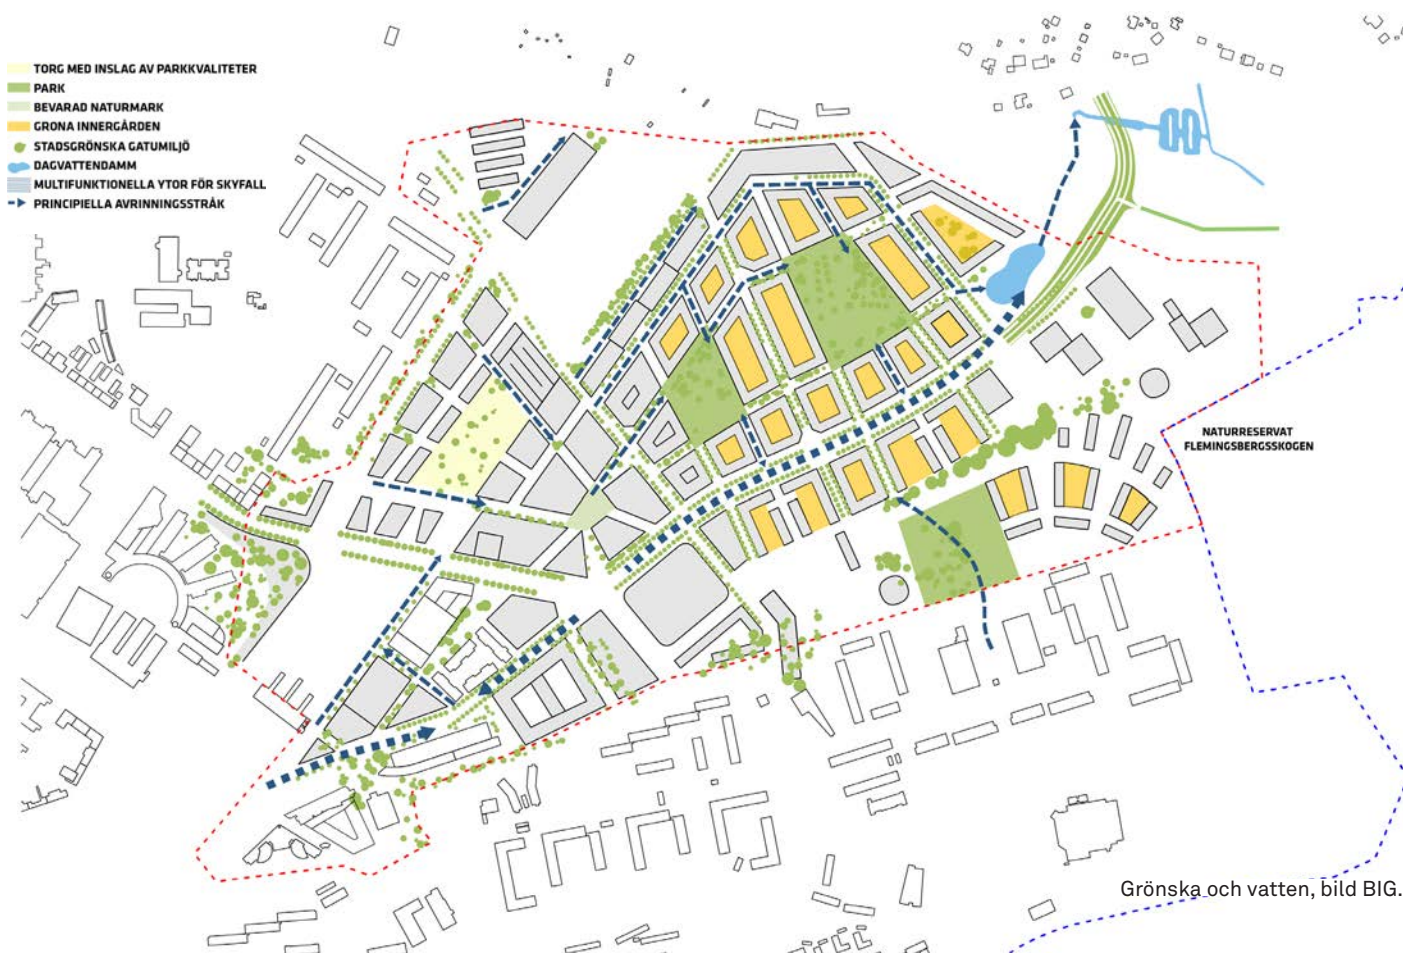 TORG MED INSLAG AV PARKKVALITETER
PARK
BEVARAD NATURMARK
GRONA INNERGÅRDEN
STADSGRÖNSKA GATUMILJÖ
DAGVATTENDAMM
MULTIFUNKTIONELLA YTOR FÖR SKYFALL
PRINCIPIELLA AVRINNINGSSTRÅK
NATURRESERVAT
FLEMINGSBERGSSKOGEN
Grönska och vatten, bild BIG.